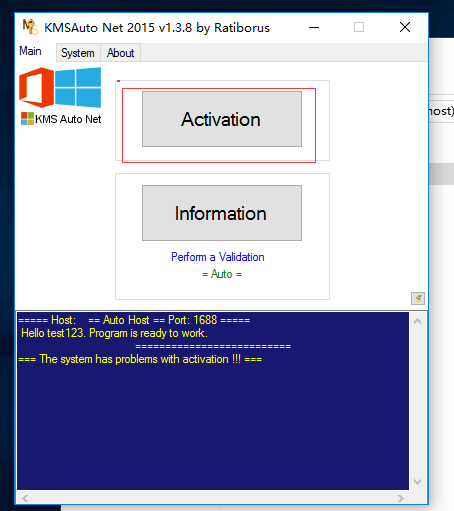 KMSAuto Net 2015 v1.3.8 by Ratiborus
Main System About
KMS Auto Net
Activation
Information
Perform a Validation
= Auto =
host)
===== Host: == Auto Host == Port: 1688 =====
Hello test123. Program is ready to work.
==========================
=== The system has problems with activation !!! ===